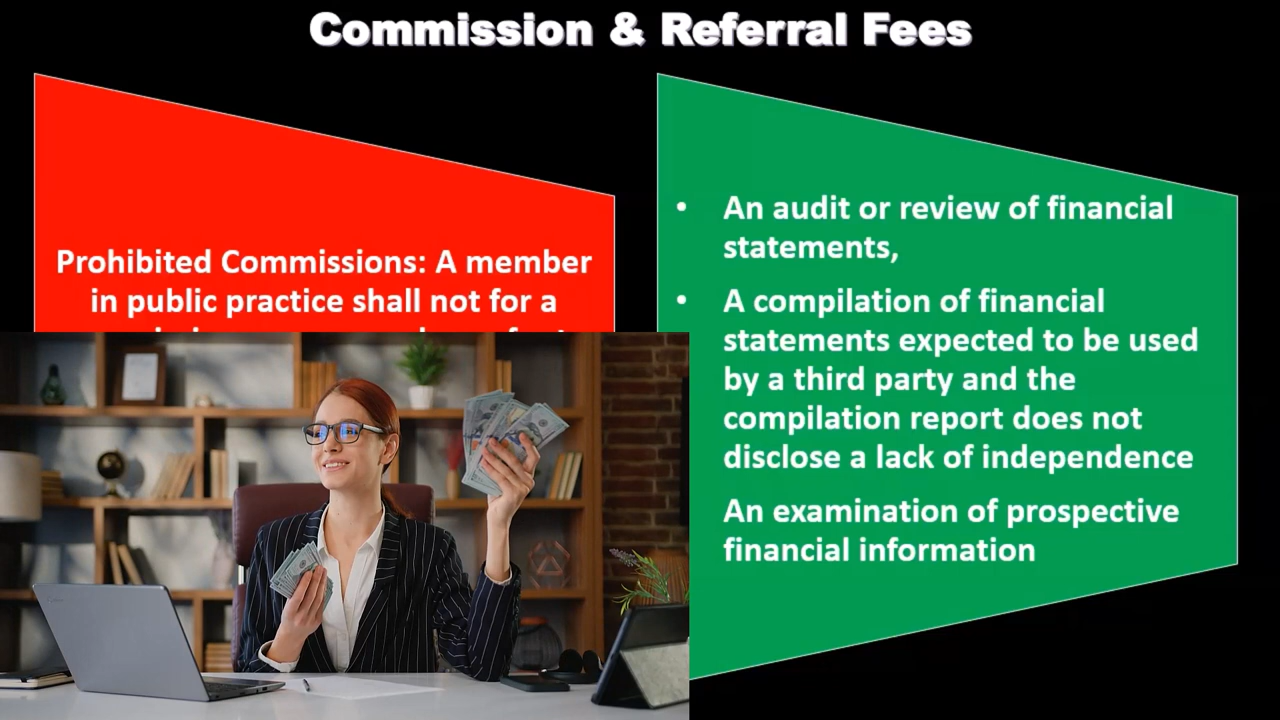 Commission & Referral Fees
Prohibited Commissions: A member
in public practice shall not for a
• An audit or review of financial
statements,
• A compilation of financial
statements expected to be used
by a third party and the
compilation report does not
disclose a lack of independence
An examination of prospective
financial information